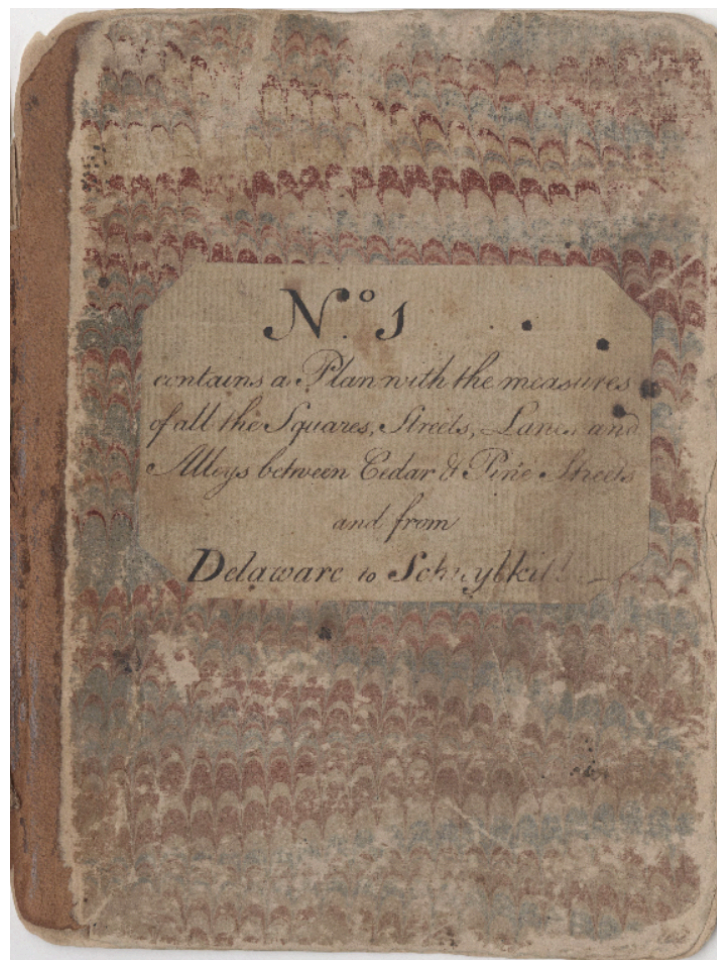 Nº. 1
contains a Plan with the measures
of all the Squares, Streets, Lanes and
Alleys between Cedar & Pine Streets
and from
Delaware to Schuylkill